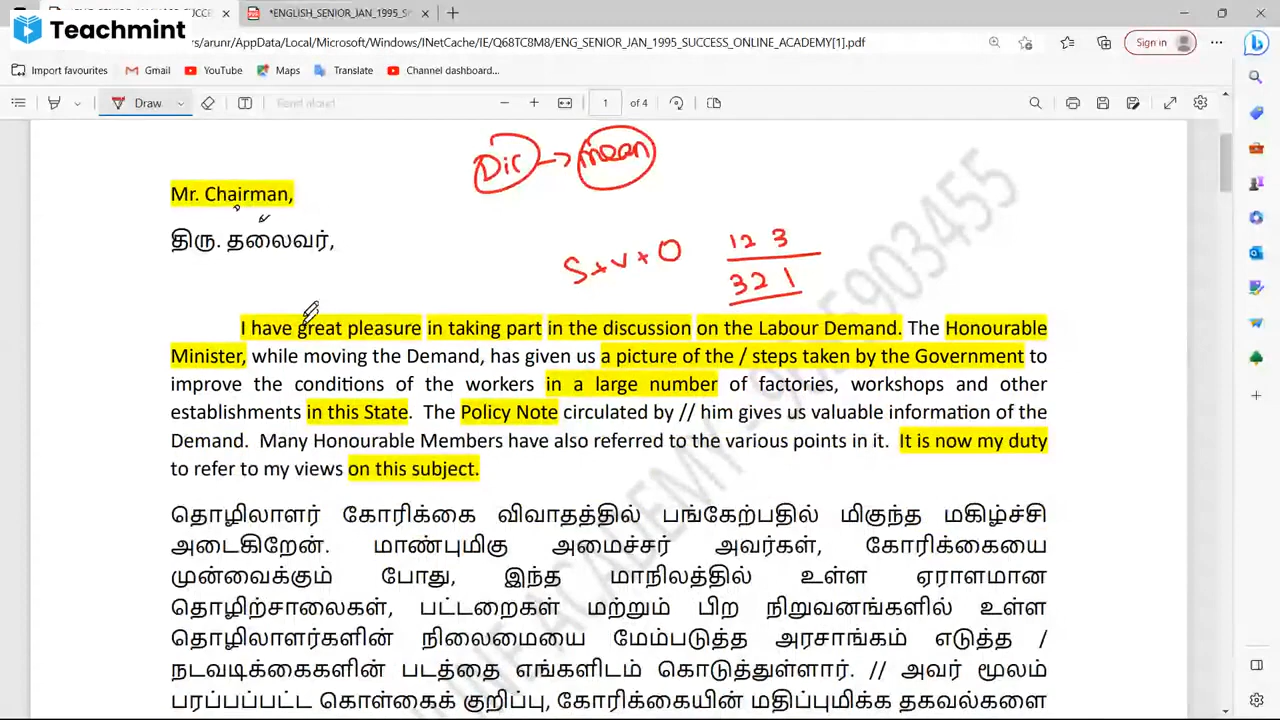 *ENGLISH_SENIOR_JAN_1995_S
Teachmint
s/arunr/AppData/Local/Microsoft/Windows/INetCache/IE/Q68TC8M8/ENG_SENIOR_JAN_1995_SUCCESS_ONLINE_ACADEMY[1].pdf
Sign in
Import favourites Gmail YouTube Maps Translate Channel dashboard...
Draw Read aloud 1 of 4
Dic → mean
Mr. Chairman,
திரு. தலைவர்,
S+V+O
12 3
32 1
I have great pleasure in taking part in the discussion on the Labour Demand. The Honourable
Minister, while moving the Demand, has given us a picture of the / steps taken by the Government to
improve the conditions of the workers in a large number of factories, workshops and other
establishments in this State. The Policy Note circulated by // him gives us valuable information of the
Demand. Many Honourable Members have also referred to the various points in it. It is now my duty
to refer to my views on this subject.
தொழிலாளர் கோரிக்கை விவாதத்தில் பங்கேற்பதில் மிகுந்த மகிழ்ச்சி
அடைகிறேன். மாண்புமிகு அமைச்சர் அவர்கள், கோரிக்கையை
முன்வைக்கும் போது, இந்த மாநிலத்தில் உள்ள ஏராளமான
தொழிற்சாலைகள், பட்டறைகள் மற்றும் பிற நிறுவனங்களில் உள்ள
தொழிலாளர்களின் நிலைமையை மேம்படுத்த அரசாங்கம் எடுத்த /
நடவடிக்கைகளின் படத்தை எங்களிடம் கொடுத்துள்ளார். // அவர் மூலம்
பரப்பப்பட்ட கொள்கைக் குறிப்பு, கோரிக்கையின் மதிப்புமிக்க தகவல்களை